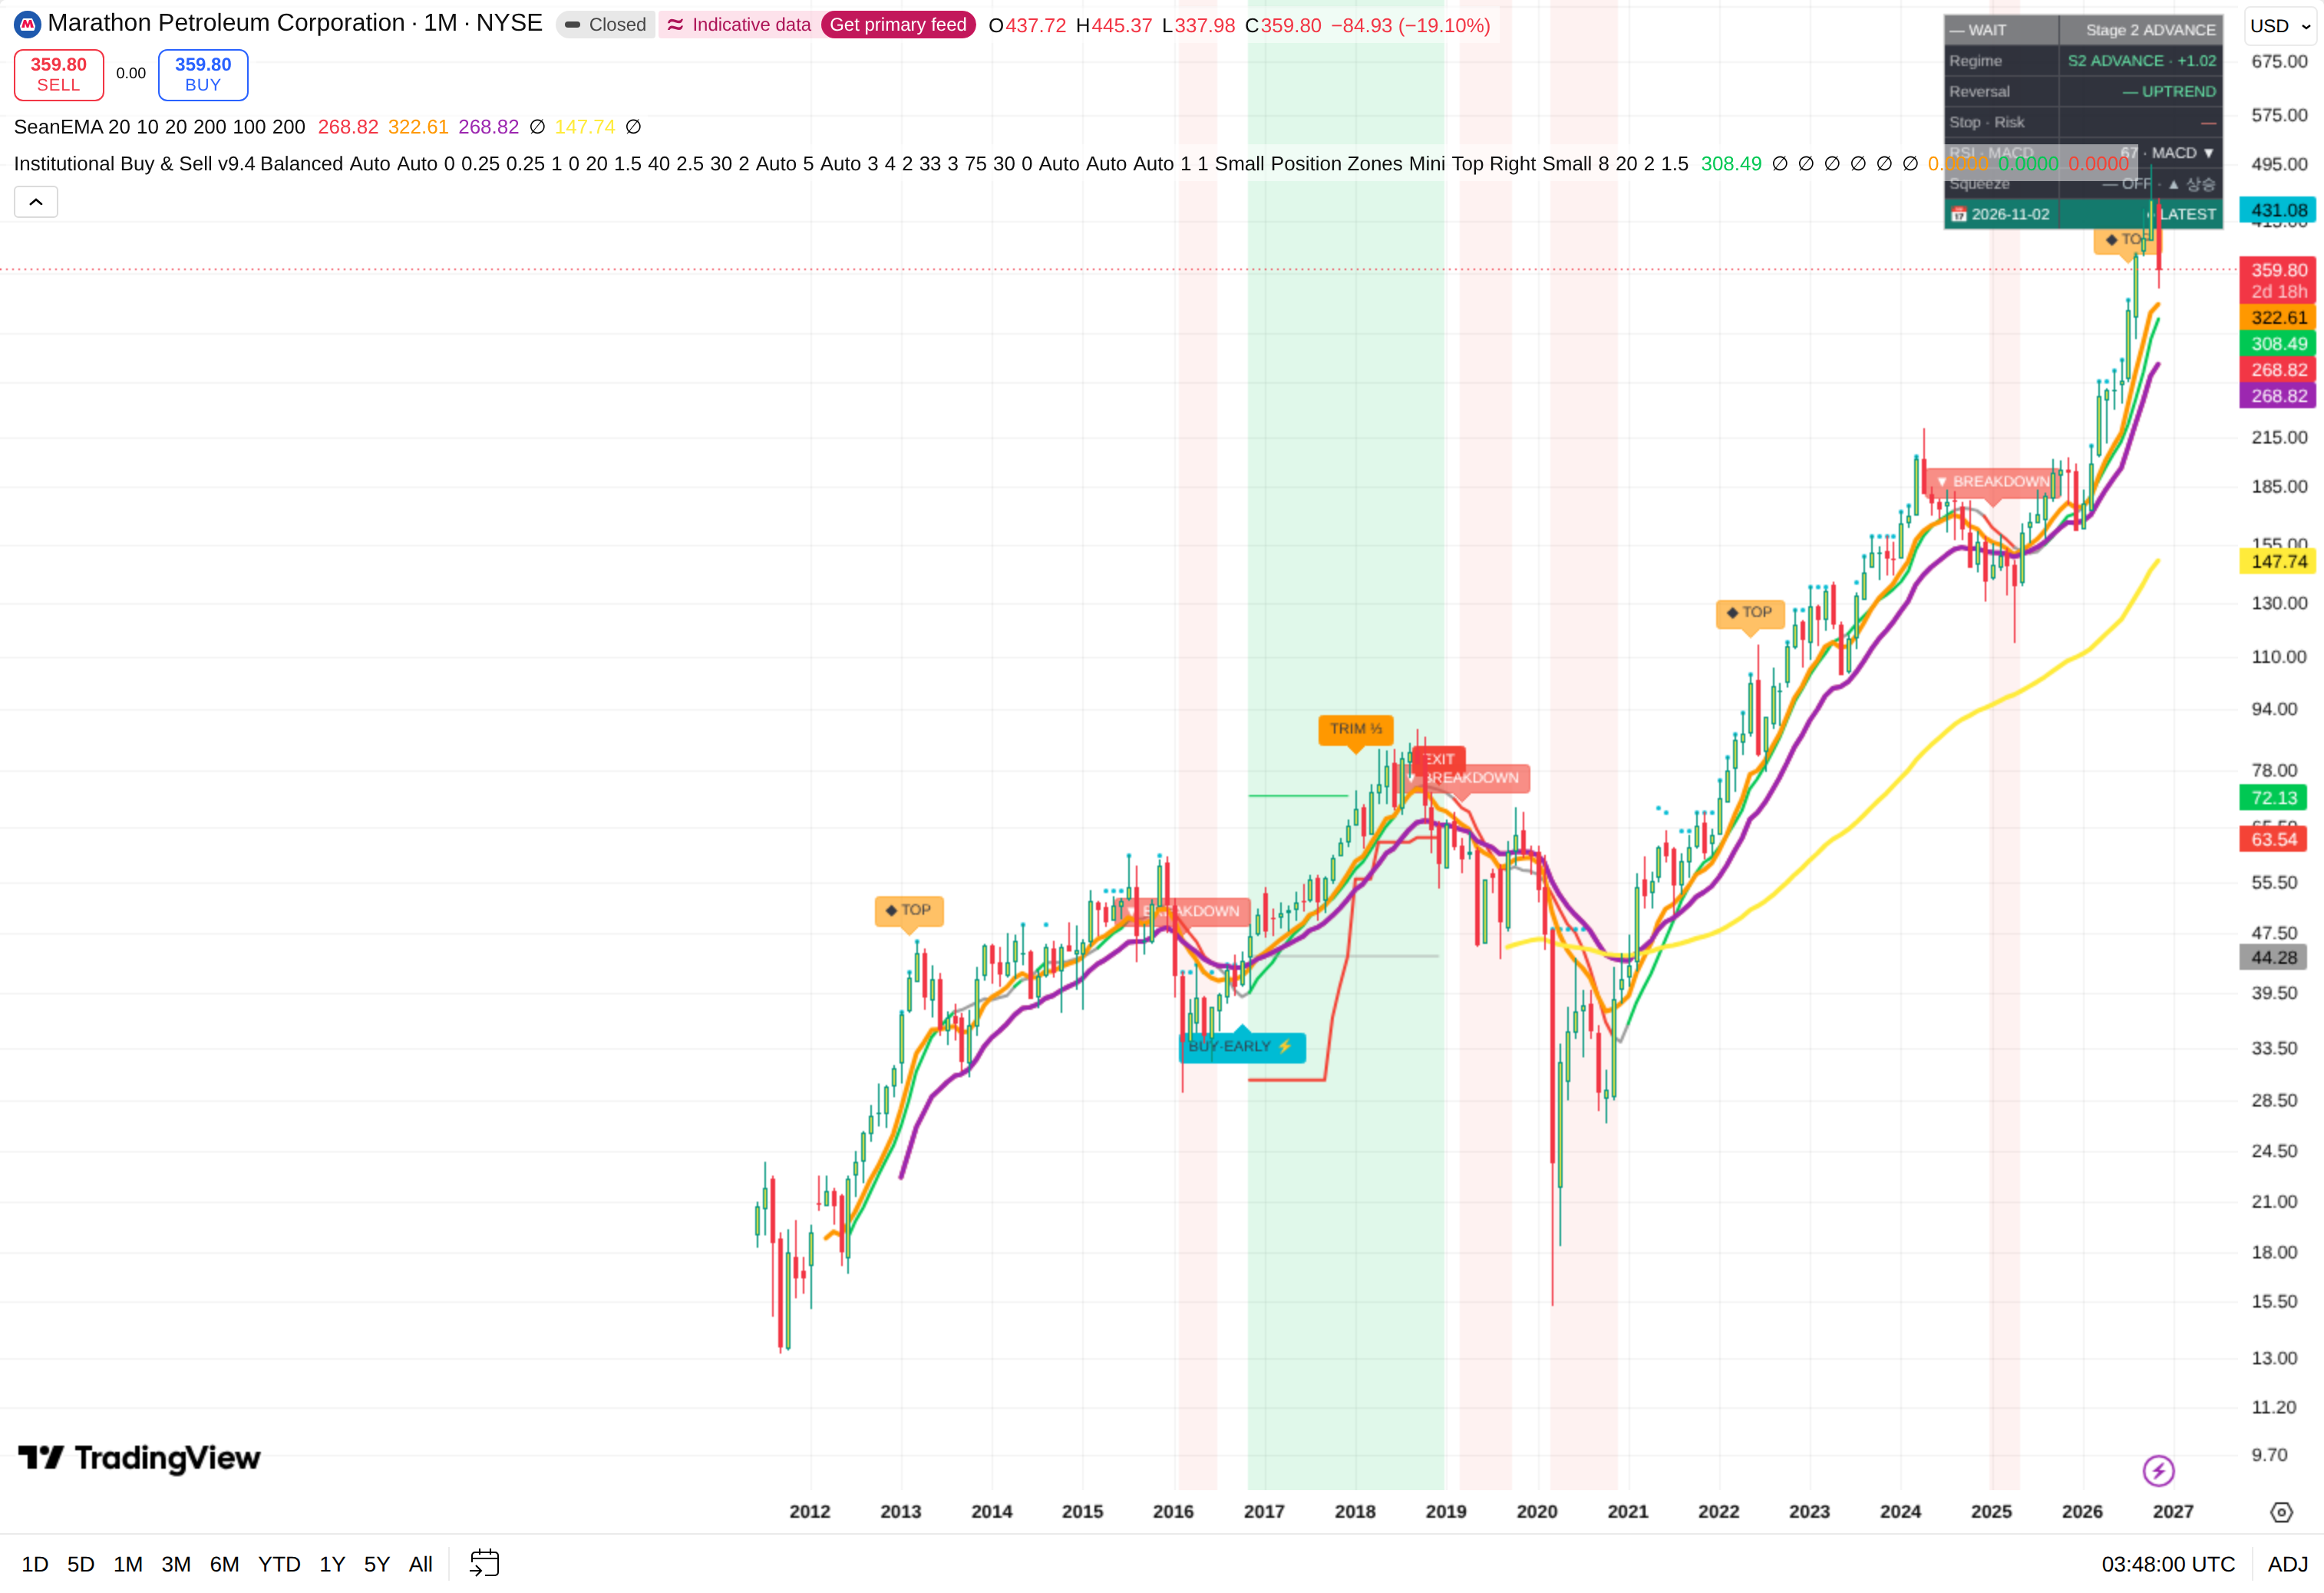 Marathon Petroleum Corporation · 1M · NYSE Closed Indicative data Get primary feed O437.72 H445.37 L337.98 C359.80 −84.93 (−19.10%)
359.80 SELL 0.00 359.80 BUY
SeanEMA 20 10 20 200 100 200 268.82 322.61 268.82 ∅ 147.74 ∅
Institutional Buy & Sell v9.4 Balanced Auto Auto 0 0.25 0.25 1 0 20 1.5 40 2.5 30 2 Auto 5 Auto 3 4 2 33 3 75 30 0 Auto Auto Auto 1 1 Small Position Zones Mini Top Right Small 8 20 2 1.5 308.49 ∅ ∅ ∅ ∅ ∅ ∅ 0.0000 0.0000 0.0000
— WAIT Stage 2 ADVANCE
Regime S2 ADVANCE · +1.02
Reversal — UPTREND
Stop · Risk —
RSI · MACD 67 · MACD ▼
Squeeze — OFF · ▲ 상승
📅 2026-11-02 LATEST
USD
675.00
575.00
495.00
431.08
359.80
2d 18h
322.61
308.49
268.82
268.82
215.00
185.00
155.00
147.74
130.00
110.00
94.00
78.00
72.13
63.54
55.50
47.50
44.28
39.50
33.50
28.50
24.50
21.00
18.00
15.50
13.00
11.20
9.70
◆ TOP
▼ BREAKDOWN
◆ TOP
TRIM ⅓
EXIT
BREAKDOWN
◆ TOP
▼ BREAKDOWN
BUY·EARLY ⚡
TradingView
2012 2013 2014 2015 2016 2017 2018 2019 2020 2021 2022 2023 2024 2025 2026 2027
1D 5D 1M 3M 6M YTD 1Y 5Y All 03:48:00 UTC ADJ